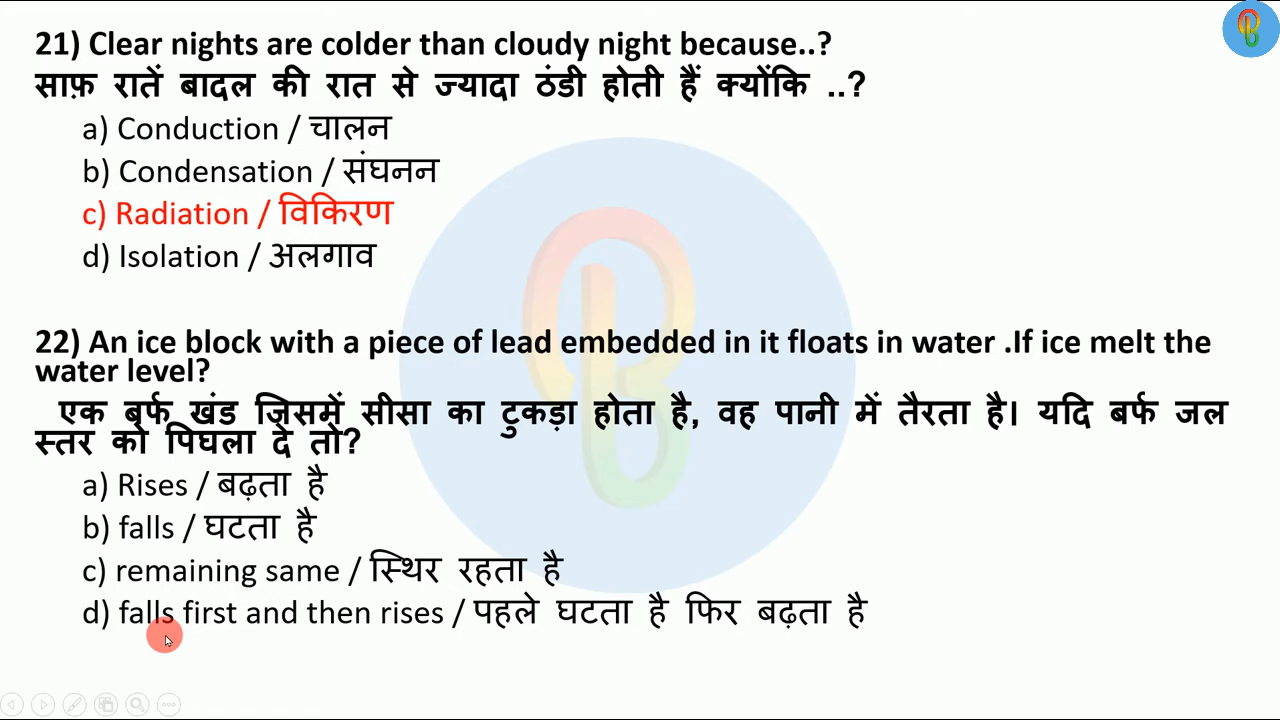 21) Clear nights are colder than cloudy night because..?
साफ़ रातें बादल की रात से ज्यादा ठंडी होती हैं क्योंकि ..?
a) Conduction / चालन
b) Condensation / संघनन
c) Radiation / विकिरण
d) Isolation / अलगाव
22) An ice block with a piece of lead embedded in it floats in water .If ice melt the
water level?
एक बर्फ खंड जिसमें सीसा का टुकड़ा होता है, वह पानी में तैरता है। यदि बर्फ जल
स्तर को पिघला दे तो?
a) Rises / बढ़ता है
b) falls / घटता है
c) remaining same / स्थिर रहता है
d) falls first and then rises / पहले घटता है फिर बढ़ता है